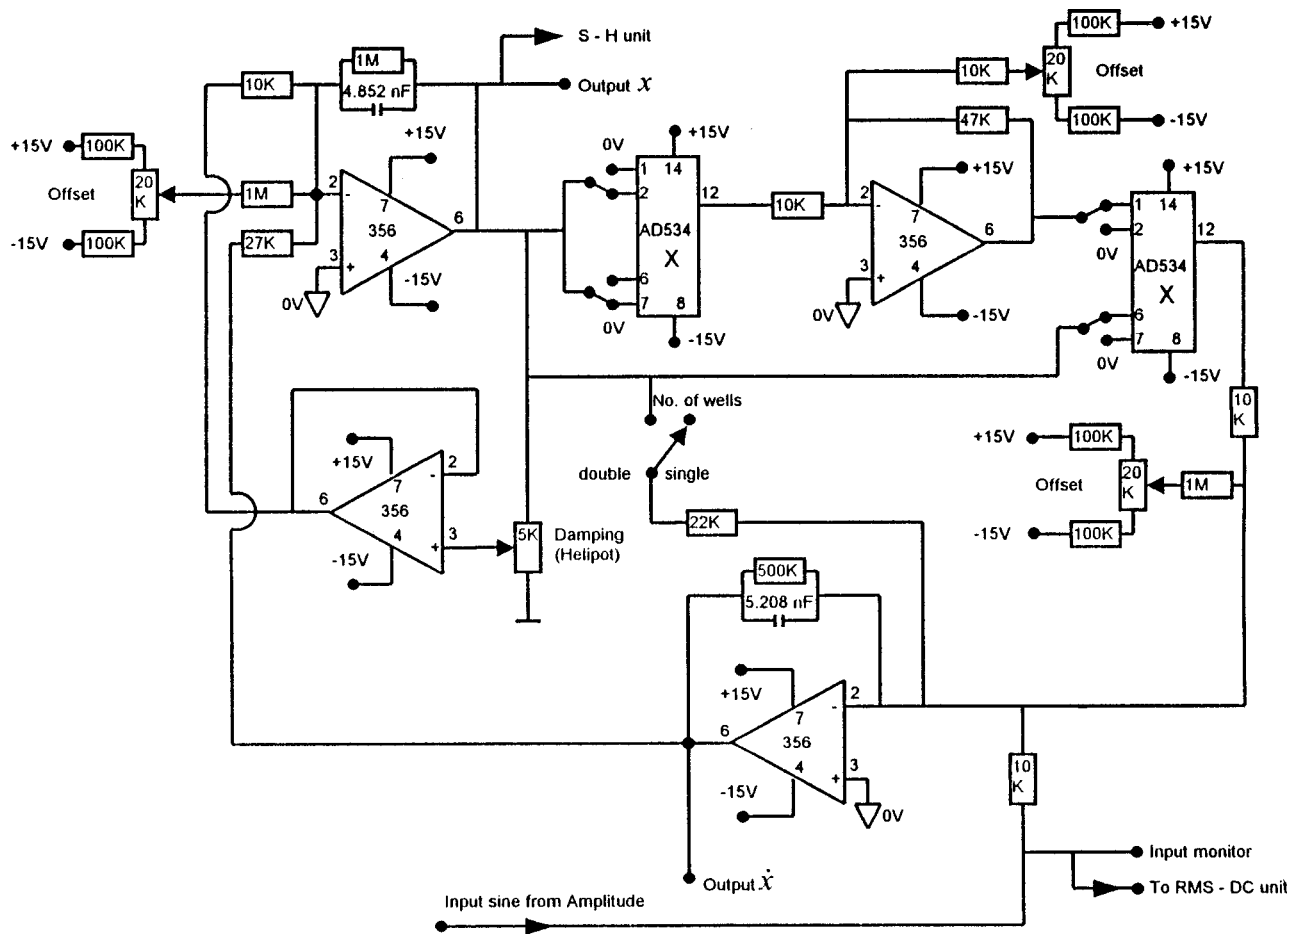 S - H unit
1M
10K
4.852 nF
Output x
+15V
100K
Offset
20
K
1M
-15V
100K
27K
+15V
2
-
7
356
6
3
+
4
-15V
0V
0V
+15V
1
14
2
12
AD534
X
6
7
8
0V
-15V
10K
100K
+15V
10K
20
K
Offset
47K
100K
-15V
+15V
2
-
7
356
6
3
+
4
0V
-15V
+15V
1
14
2
12
0V
AD534
X
6
7
8
0V
-15V
10
K
No. of wells
double
single
22K
+15V
100K
Offset
20
K
1M
-15V
100K
+15V
2
-
7
6
356
4
3
+
-15V
5K
Damping
(Helipot)
500K
5.208 nF
+15V
2
-
7
6
356
4
3
+
-15V
0V
10
K
Output ẋ
Input monitor
To RMS - DC unit
Input sine from Amplitude